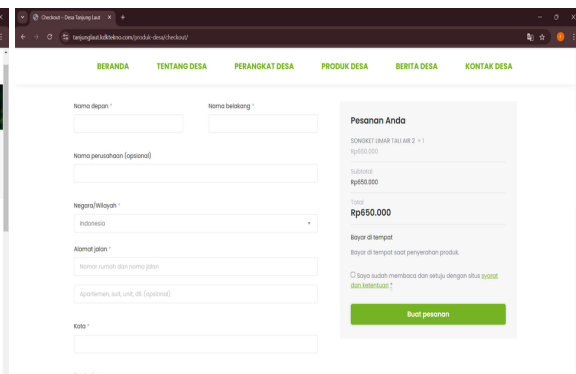 Checkout - Desa Tanjung Laut
tanjunglaut.kdktekno.com/produk-desa/checkout/
BERANDA TENTANG DESA PERANGKAT DESA PRODUK DESA BERITA DESA KONTAK DESA
Nama depan * Nama belakang *
Nama perusahaan (opsional)
Negara/Wilayah *
Indonesia
Alamat jalan *
Nomor rumah dan nama jalan
Apartemen, suit, unit, dll. (opsional)
Kota *
Pesanan Anda
SONGKET LIMAR TALI AIR 2 × 1
Rp650.000
Subtotal
Rp650.000
Total
Rp650.000
Bayar di tempat
Bayar di tempat saat penyerahan produk.
Saya sudah membaca dan setuju dengan situs syarat
dan ketentuan *
Buat pesanan